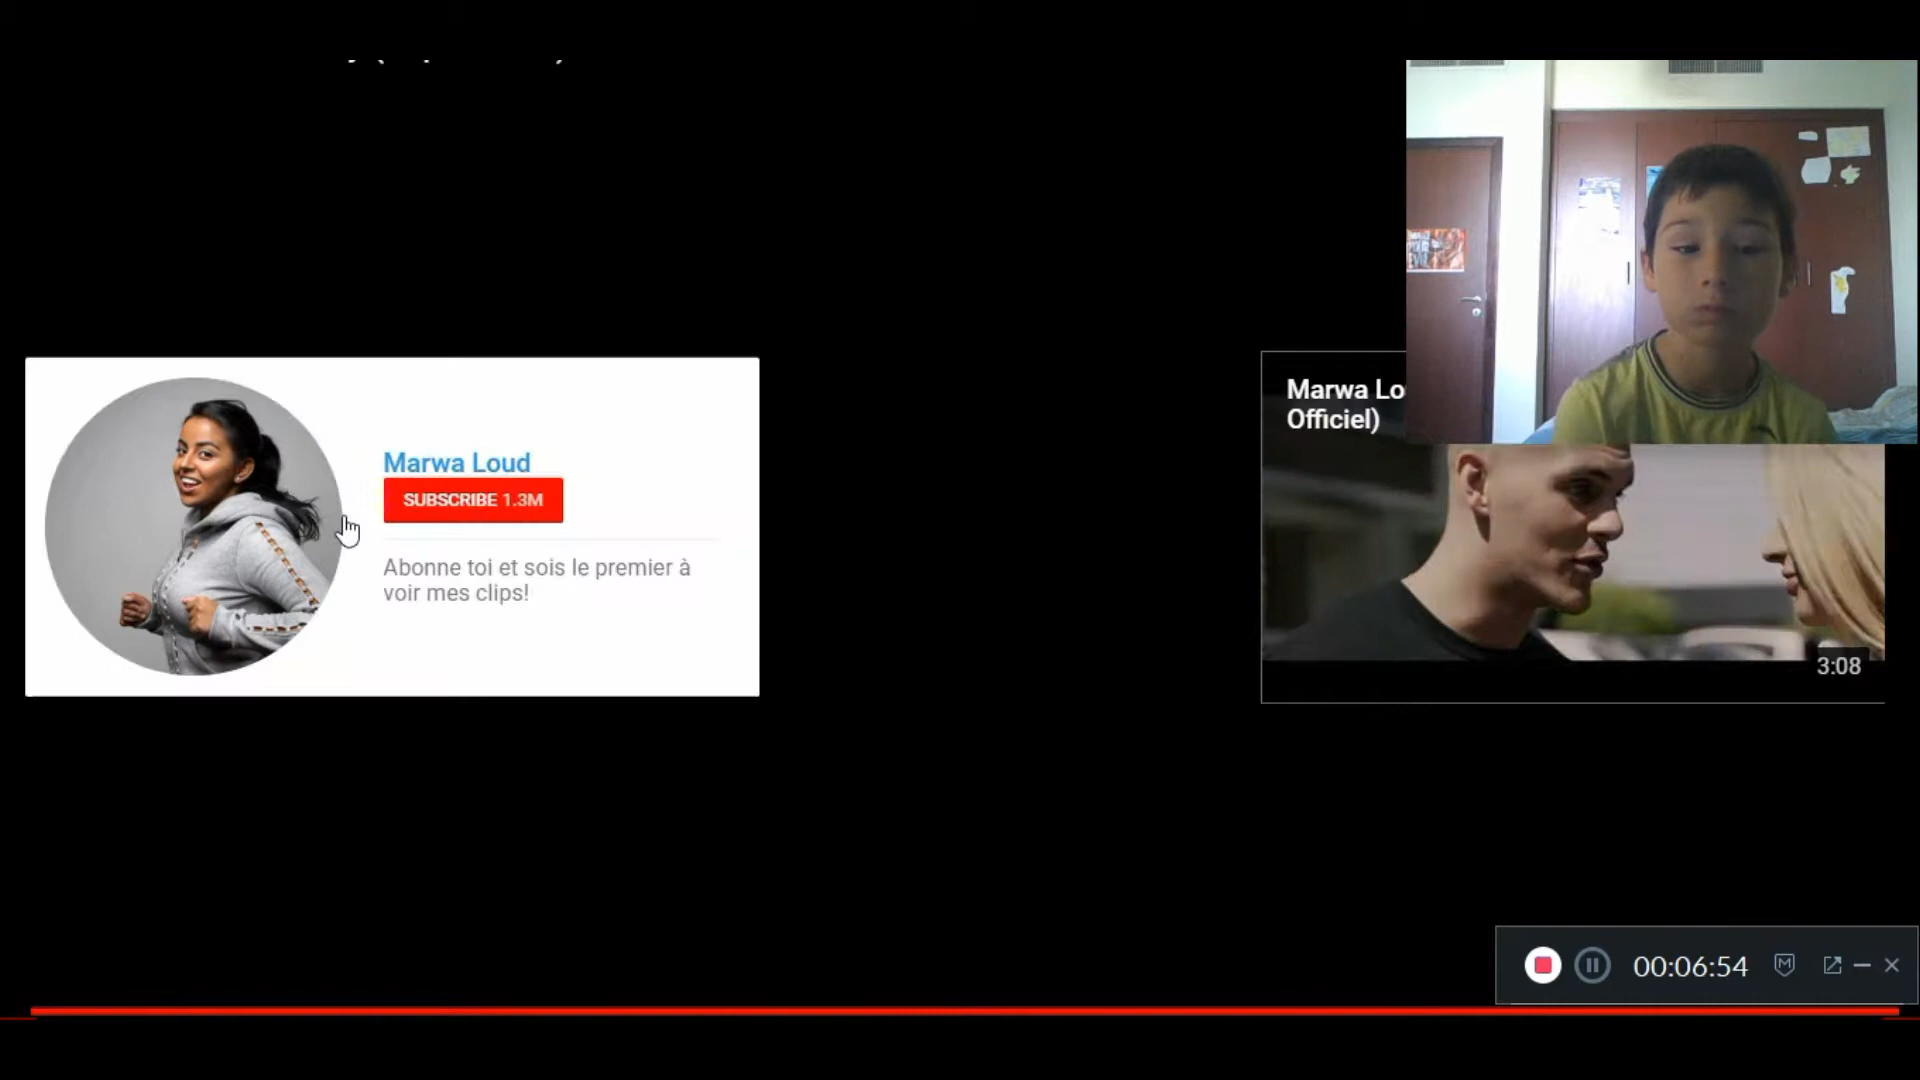 Marwa Loud
SUBSCRIBE 1.3M
Abonne toi et sois le premier à
voir mes clips!
Marwa Lo
Officiel)
3:08
00:06:54